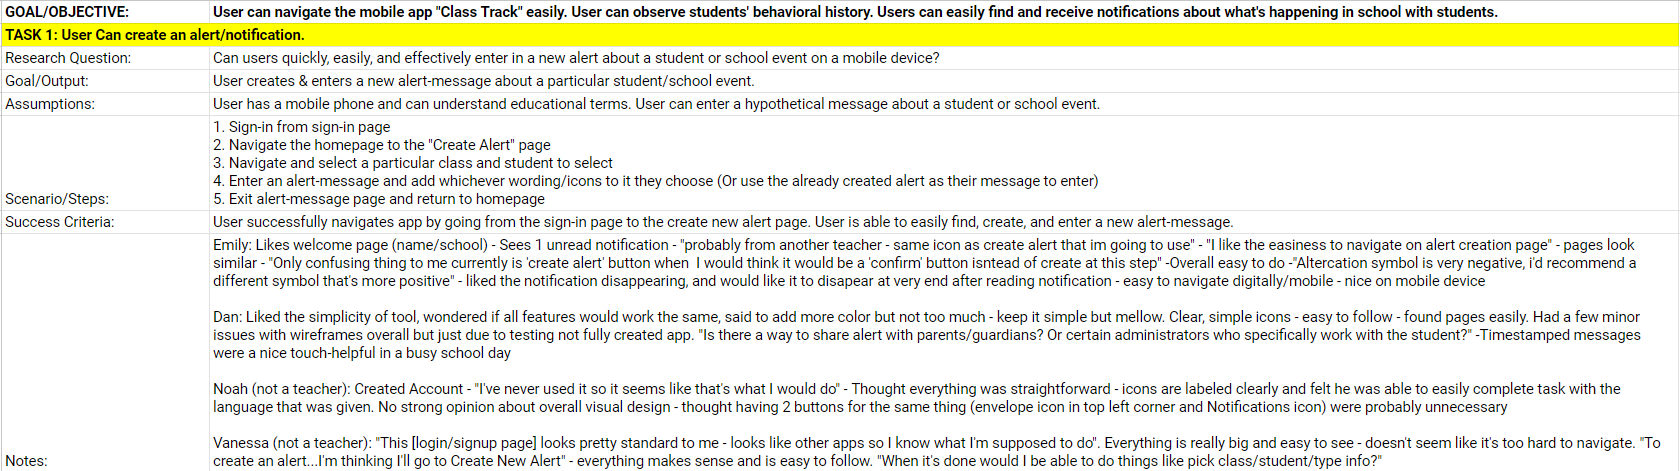 GOAL/OBJECTIVE: User can navigate the mobile app "Class Track" easily. User can observe students' behavioral history. Users can easily find and receive notifications about what's happening in school with students.
TASK 1: User Can create an alert/notification.
Research Question: Can users quickly, easily, and effectively enter in a new alert about a student or school event on a mobile device?
Goal/Output: User creates & enters a new alert-message about a particular student/school event.
Assumptions: User has a mobile phone and can understand educational terms. User can enter a hypothetical message about a student or school event.
1. Sign-in from sign-in page
2. Navigate the homepage to the "Create Alert" page
3. Navigate and select a particular class and student to select
4. Enter an alert-message and add whichever wording/icons to it they choose (Or use the already created alert as their message to enter)
Scenario/Steps: 5. Exit alert-message page and return to homepage
Success Criteria: User successfully navigates app by going from the sign-in page to the create new alert page. User is able to easily find, create, and enter a new alert-message.
Emily: Likes welcome page (name/school) - Sees 1 unread notification - "probably from another teacher - same icon as create alert that im going to use" - "I like the easiness to navigate on alert creation page" - pages look
similar - "Only confusing thing to me currently is 'create alert' button when  I would think it would be a 'confirm' button isntead of create at this step" -Overall easy to do -"Altercation symbol is very negative, i'd recommend a
different symbol that's more positive" - liked the notification disappearing, and would like it to disapear at very end after reading notification - easy to navigate digitally/mobile - nice on mobile device
Dan: Liked the simplicity of tool, wondered if all features would work the same, said to add more color but not too much - keep it simple but mellow. Clear, simple icons - easy to follow - found pages easily. Had a few minor
issues with wireframes overall but just due to testing not fully created app. "Is there a way to share alert with parents/guardians? Or certain administrators who specifically work with the student?" -Timestamped messages
were a nice touch-helpful in a busy school day
Noah (not a teacher): Created Account - "I've never used it so it seems like that's what I would do" - Thought everything was straightforward - icons are labeled clearly and felt he was able to easily complete task with the
language that was given. No strong opinion about overall visual design - thought having 2 buttons for the same thing (envelope icon in top left corner and Notifications icon) were probably unnecessary
Vanessa (not a teacher): "This [login/signup page] looks pretty standard to me - looks like other apps so I know what I'm supposed to do". Everything is really big and easy to see - doesn't seem like it's too hard to navigate. "To
Notes: create an alert...I'm thinking I'll go to Create New Alert" - everything makes sense and is easy to follow. "When it's done would I be able to do things like pick class/student/type info?"